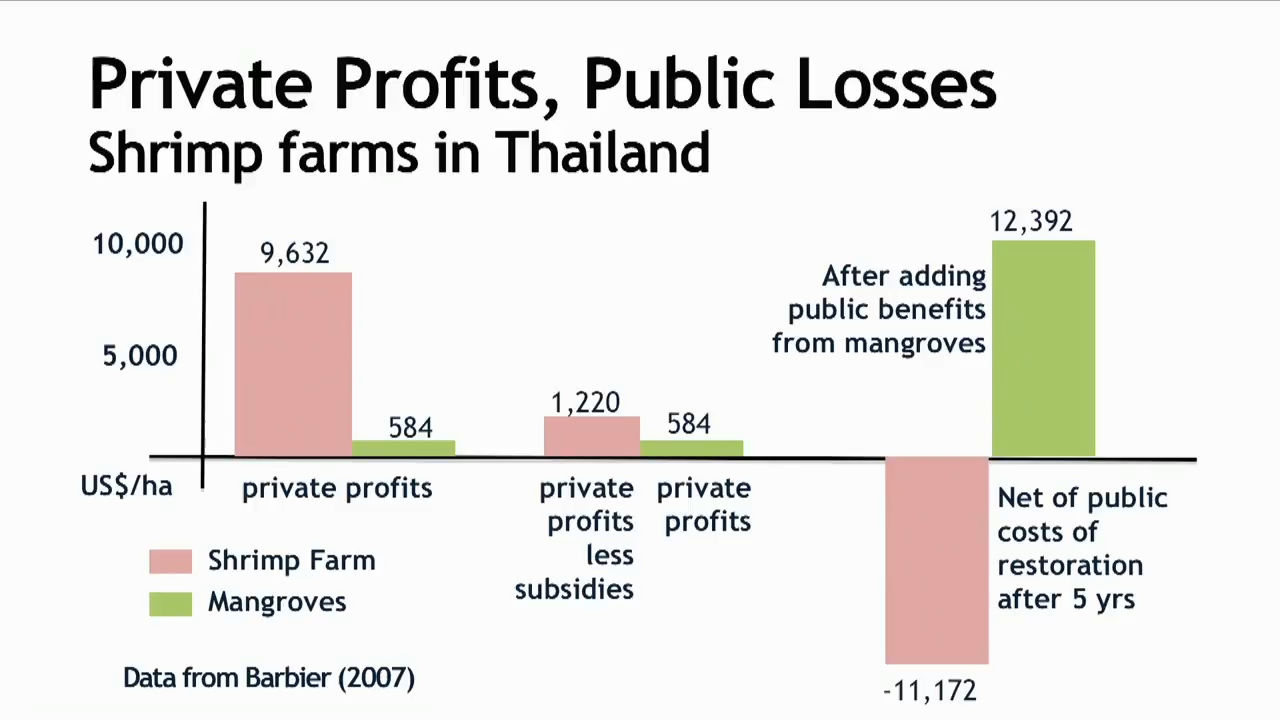 Private Profits, Public Losses
Shrimp farms in Thailand
10,000
5,000
US$/ha
9,632
584
private profits
1,220
584
private
profits
less
subsidies
private
profits
After adding
public benefits
from mangroves
12,392
Net of public
costs of
restoration
after 5 yrs
-11,172
Shrimp Farm
Mangroves
Data from Barbier (2007)